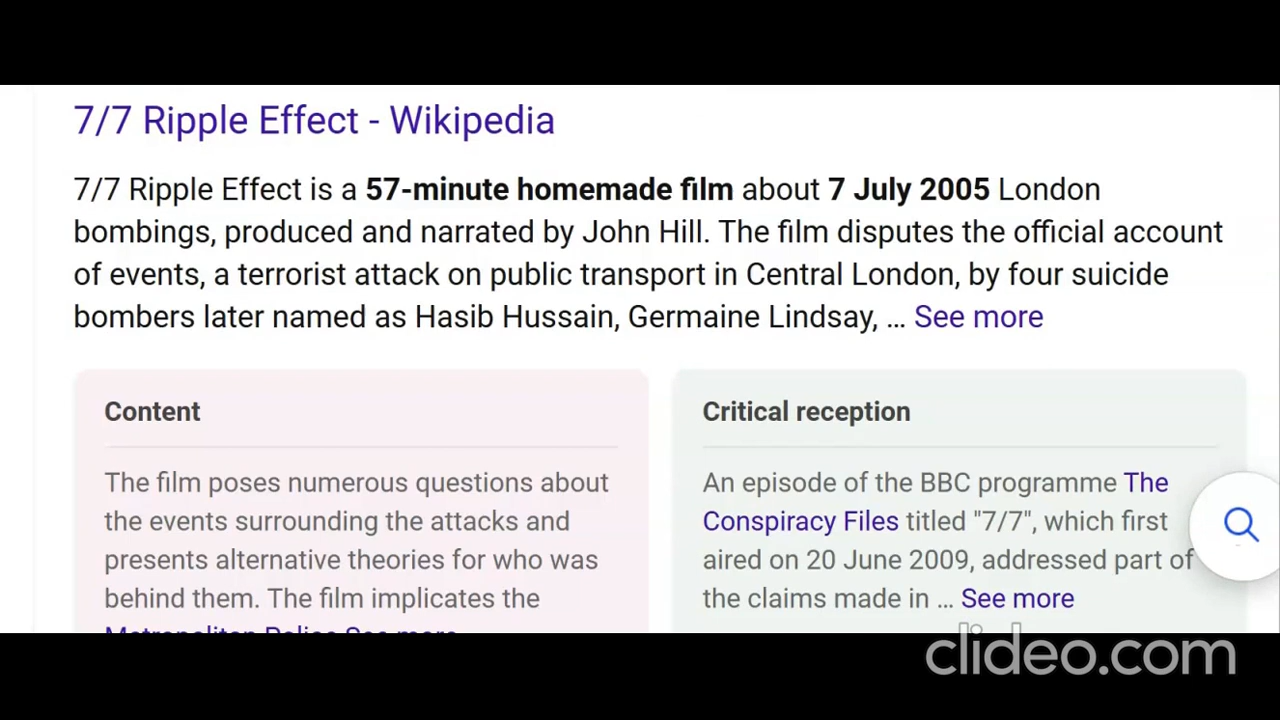 7/7 Ripple Effect - Wikipedia
7/7 Ripple Effect is a 57-minute homemade film about 7 July 2005 London
bombings, produced and narrated by John Hill. The film disputes the official account
of events, a terrorist attack on public transport in Central London, by four suicide
bombers later named as Hasib Hussain, Germaine Lindsay, ... See more
Content
The film poses numerous questions about
the events surrounding the attacks and
presents alternative theories for who was
behind them. The film implicates the
Metropolitan Police See more
Critical reception
An episode of the BBC programme The
Conspiracy Files titled "7/7", which first
aired on 20 June 2009, addressed part of
the claims made in ... See more
clideo.com